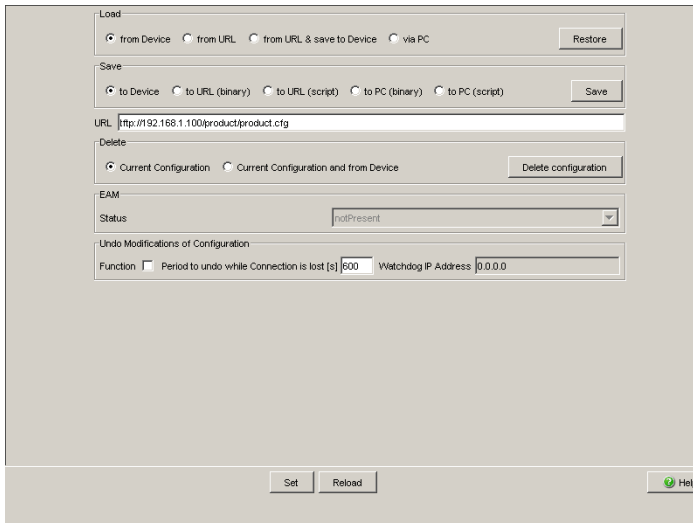 Load
from Device from URL from URL & save to Device via PC Restore
Save
to Device to URL (binary) to URL (script) to PC (binary) to PC (script) Save
URL tftp://192.168.1.100/product/product.cfg
Delete
Current Configuration Current Configuration and from Device Delete configuration
EAM
Status notPresent
Undo Modifications of Configuration
Function Period to undo while Connection is lost [s] 600 Watchdog IP Address 0.0.0.0
Set Reload Hel